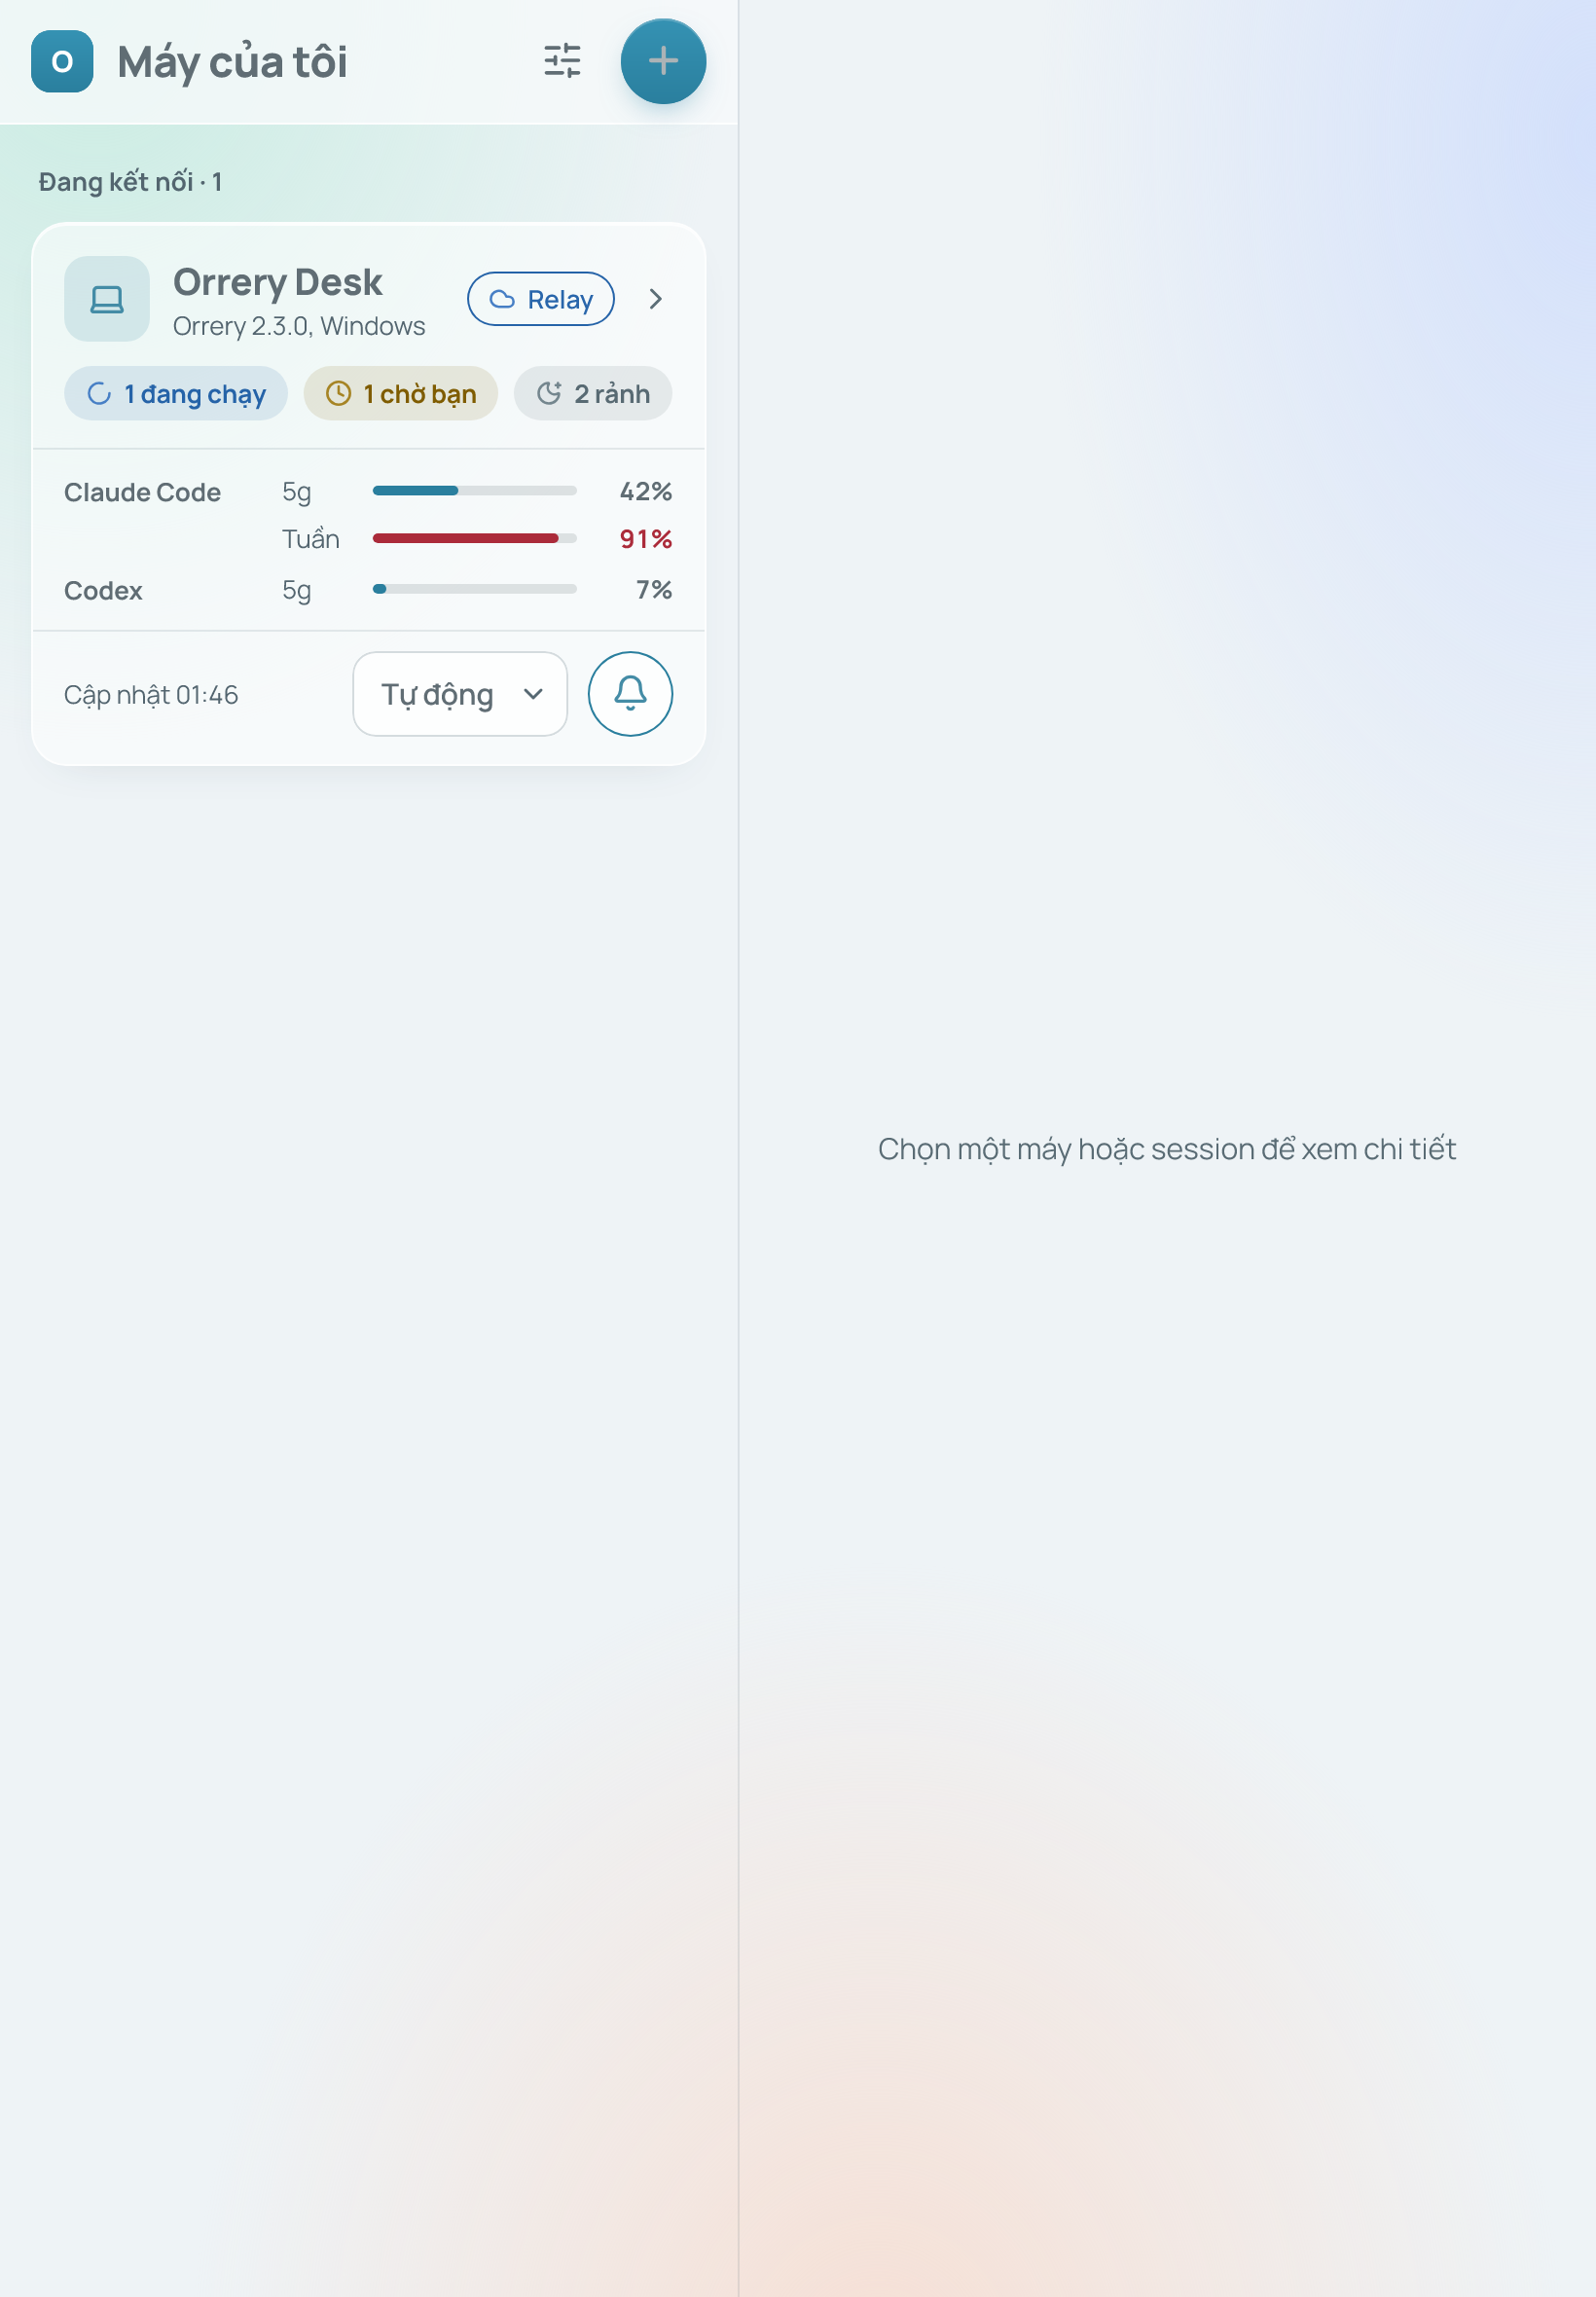 O Máy của tôi
Đang kết nối · 1
Orrery Desk
Orrery 2.3.0, Windows
Relay
1 đang chạy 1 chờ bạn 2 rảnh
Claude Code 5g 42%
Tuần 91%
Codex 5g 7%
Cập nhật 01:46 Tự động
Chọn một máy hoặc session để xem chi tiết